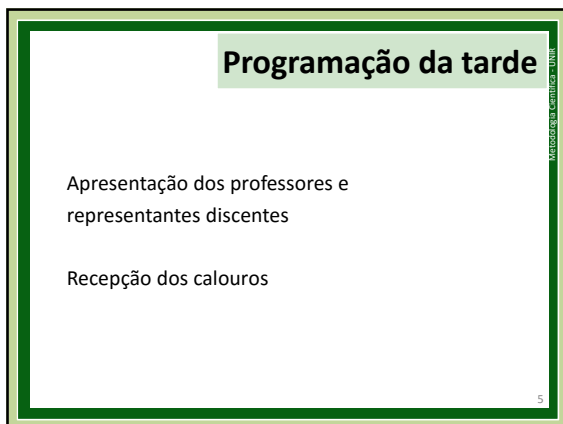 Programação da tarde
Metodologia Científica - UNIR
Apresentação dos professores e
representantes discentes
Recepção dos calouros
5